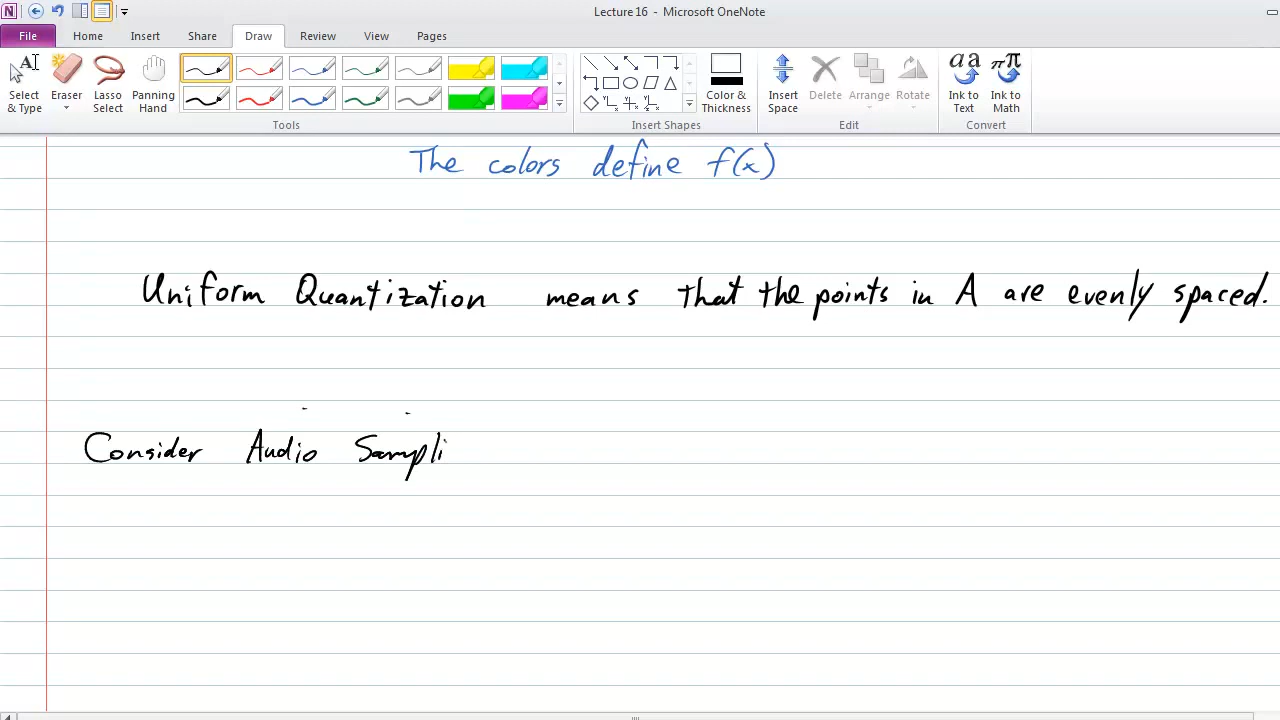 Lecture 16 - Microsoft OneNote
File Home Insert Share Draw Review View Pages
Select & Type Eraser Lasso Select Panning Hand Color & Thickness Insert Space Delete Arrange Rotate Ink to Text Ink to Math
Tools Insert Shapes Edit Convert
The colors define f(x)
Uniform Quantization means that the points in A are evenly spaced.
Consider Audio Sampli